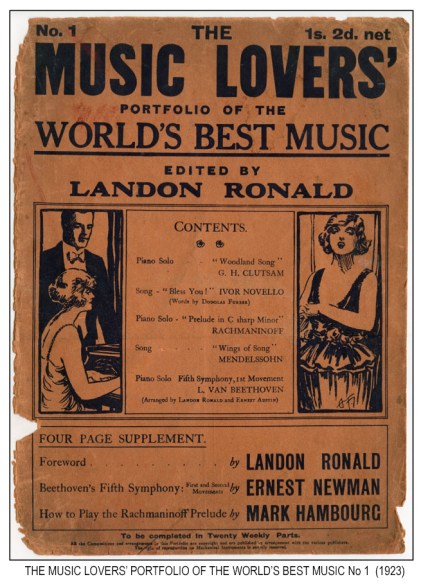 No. 1 THE 1s. 2d. net
MUSIC LOVERS'
PORTFOLIO OF THE
WORLD'S BEST MUSIC
EDITED BY
LANDON RONALD
CONTENTS.
Piano Solo . . "Woodland Song"
G. H. CLUTSAM
Song - "Bless You!" IVOR NOVELLO
(Words by Douglas Furber)
Piano Solo - "Prelude in C sharp Minor"
RACHMANINOFF
Song . . "Wings of Song"
MENDELSSOHN
Piano Solo Fifth Symphony, 1st Movement
L. VAN BEETHOVEN
(Arranged by Landon Ronald and Ernest Austin)
FOUR PAGE SUPPLEMENT.
Foreword . . . . . . . . by LANDON RONALD
Beethoven's Fifth Symphony: First and Second Movements by ERNEST NEWMAN
How to Play the Rachmaninoff Prelude by MARK HAMBOURG
To be completed in Twenty Weekly Parts.
THE MUSIC LOVERS' PORTFOLIO OF THE WORLD'S BEST MUSIC No 1 (1923)